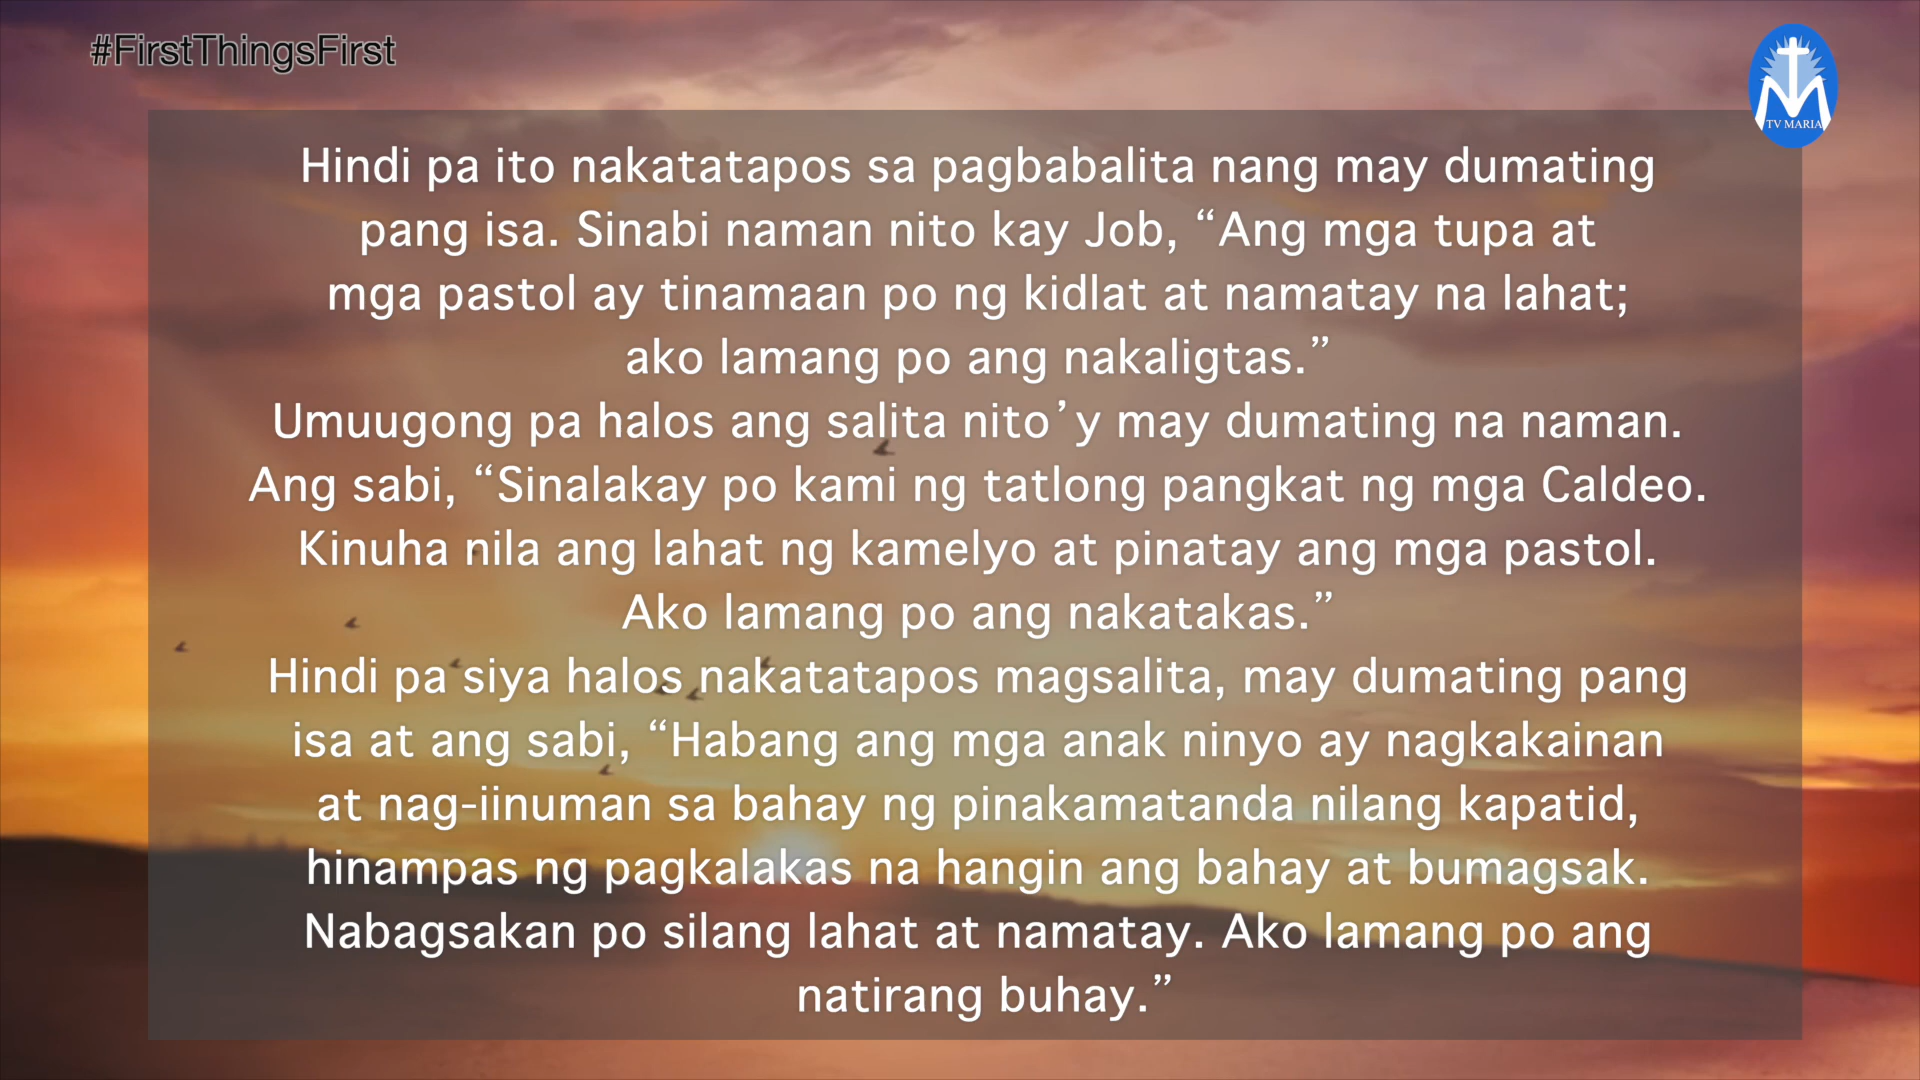 #FirstThingsFirst
TV MARIA
Hindi pa ito nakatatapos sa pagbabalita nang may dumating
pang isa. Sinabi naman nito kay Job, “Ang mga tupa at
mga pastol ay tinamaan po ng kidlat at namatay na lahat;
ako lamang po ang nakaligtas.”
Umuugong pa halos ang salita nito’y may dumating na naman.
Ang sabi, “Sinalakay po kami ng tatlong pangkat ng mga Caldeo.
Kinuha nila ang lahat ng kamelyo at pinatay ang mga pastol.
Ako lamang po ang nakatakas.”
Hindi pa siya halos nakatatapos magsalita, may dumating pang
isa at ang sabi, “Habang ang mga anak ninyo ay nagkakainan
at nag-iinuman sa bahay ng pinakamatanda nilang kapatid,
hinampas ng pagkalakas na hangin ang bahay at bumagsak.
Nabagsakan po silang lahat at namatay. Ako lamang po ang
natirang buhay.”